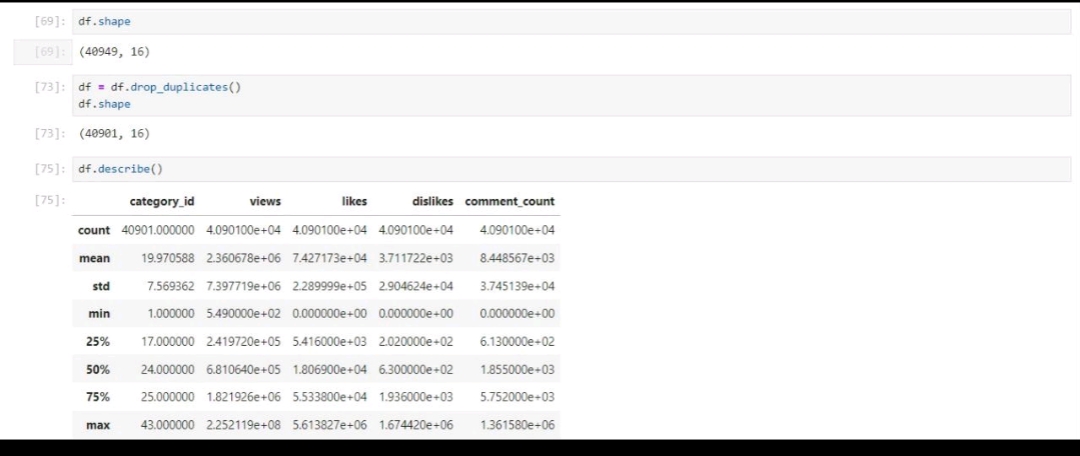 [69]: df.shape
[69]: (40949, 16)
[73]: df = df.drop_duplicates()
df.shape
[73]: (40901, 16)
[75]: df.describe()
[75]:
category_id views likes dislikes comment_count
count 40901.000000 4.090100e+04 4.090100e+04 4.090100e+04 4.090100e+04
mean 19.970588 2.360678e+06 7.427173e+04 3.711722e+03 8.448567e+03
std 7.569362 7.397719e+06 2.289999e+05 2.904624e+04 3.745139e+04
min 1.000000 5.490000e+02 0.000000e+00 0.000000e+00 0.000000e+00
25% 17.000000 2.419720e+05 5.416000e+03 2.020000e+02 6.130000e+02
50% 24.000000 6.810640e+05 1.806900e+04 6.300000e+02 1.855000e+03
75% 25.000000 1.821926e+06 5.533800e+04 1.936000e+03 5.752000e+03
max 43.000000 2.252119e+08 5.613827e+06 1.674420e+06 1.361580e+06